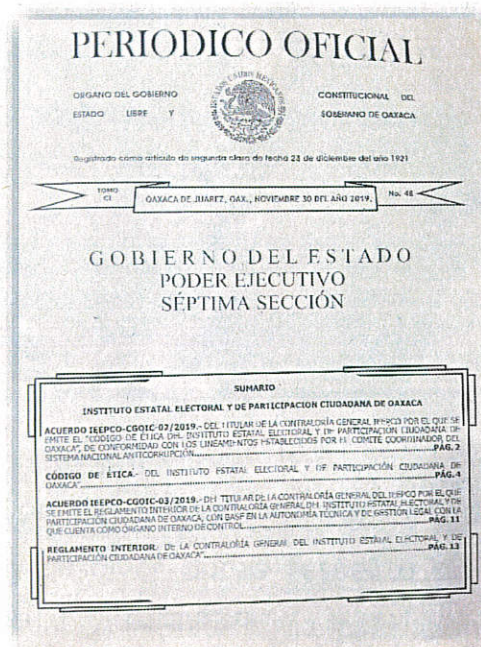 PERIODICO OFICIAL
ORGANO DEL GOBIERNO
CONSTITUCIONAL DEL
ESTADO LIBRE Y
SOBERANO DE OAXACA
ESTADOS UNIDOS MEXICANOS
Registrado como articulo de segunda clase de fecha 23 de diciembre del año 1921
TOMO
CI
OAXACA DE JUAREZ, OAX., NOVIEMBRE 30 DEL AÑO 2019.
No. 48
GOBIERNO DEL ESTADO
PODER EJECUTIVO
SÉPTIMA SECCIÓN
SUMARIO
INSTITUTO ESTATAL ELECTORAL Y DE PARTICIPACION CIUDADANA DE OAXACA
ACUERDO IEEPCO-CGOIC-02/2019.- DEL TITULAR DE LA CONTRALORÍA GENERAL, IEEPCO POR EL QUE SE
EMITE EL "CÓDIGO DE ÉTICA DEL INSTITUTO ESTATAL ELECTORAL Y DE PARTICIPACIÓN CIUDADANA DE
OAXACA", DE CONFORMIDAD CON LOS LINEAMIENTOS ESTABLECIDOS POR EL COMITÉ COORDINADOR DEL
SISTEMA NACIONAL ANTICORRUPCIÓN....PÁG. 2
CÓDIGO DE ÉTICA.- DEL INSTITUTO ESTATAL ELECTORAL Y DE PARTICIPACIÓN CIUDADANA DE
OAXACA"....PÁG. 4
ACUERDO IEEPCO-CGOIC-03/2019.- DEL TITULAR DE LA CONTRALORÍA GENERAL DEL IEEPCO POR EL QUE
SE EMITE EL REGLAMENTO INTERIOR DE LA CONTRALORÍA GENERAL DEL INSTITUTO ESTATAL ELECTORAL Y DE
PARTICIPACIÓN CIUDADANA DE OAXACA, CON BASE EN LA AUTONOMÍA TÉCNICA Y DE GESTIÓN LEGAL CON LA
QUE CUENTA COMO ÓRGANO INTERNO DE CONTROL....PÁG. 11
REGLAMENTO INTERIOR.- DE LA CONTRALORÍA GENERAL DEL INSTITUTO ESTATAL ELECTORAL Y DE
PARTICIPACIÓN CIUDADANA DE OAXACA"....PÁG. 13